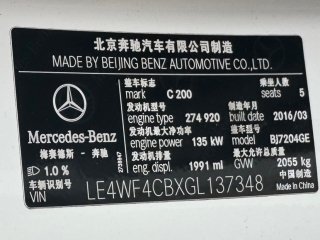 北京奔驰汽车有限公司制造
MADE BY BEIJING BENZ AUTOMOTIVE CO.,LTD.
整车标志 乘坐人数
mark C 200 seats 5
发动机型号 制造年月
engine type 274 920 built date 2016/03
发动机最大净功率 整车型号
engine power 135 kW model BJ7204GE
Mercedes-Benz
梅赛德斯-奔驰
发动机排量 最大允许总质量
engine disp. 1991 ml GVW 2055 kg
1.0 %
车辆识别号 中国制造
VIN LE4WF4CBXGL137348 Made in China